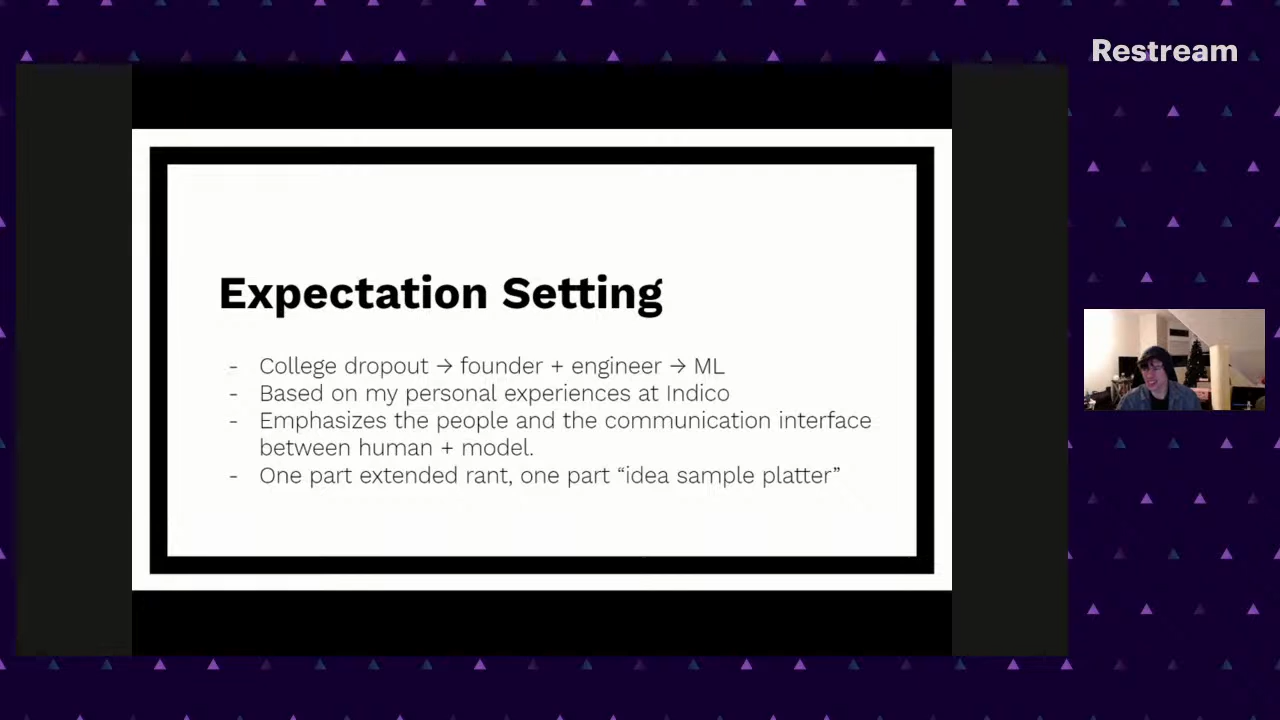 Restream
Expectation Setting
- College dropout → founder + engineer → ML
- Based on my personal experiences at Indico
- Emphasizes the people and the communication interface
between human + model.
- One part extended rant, one part “idea sample platter”